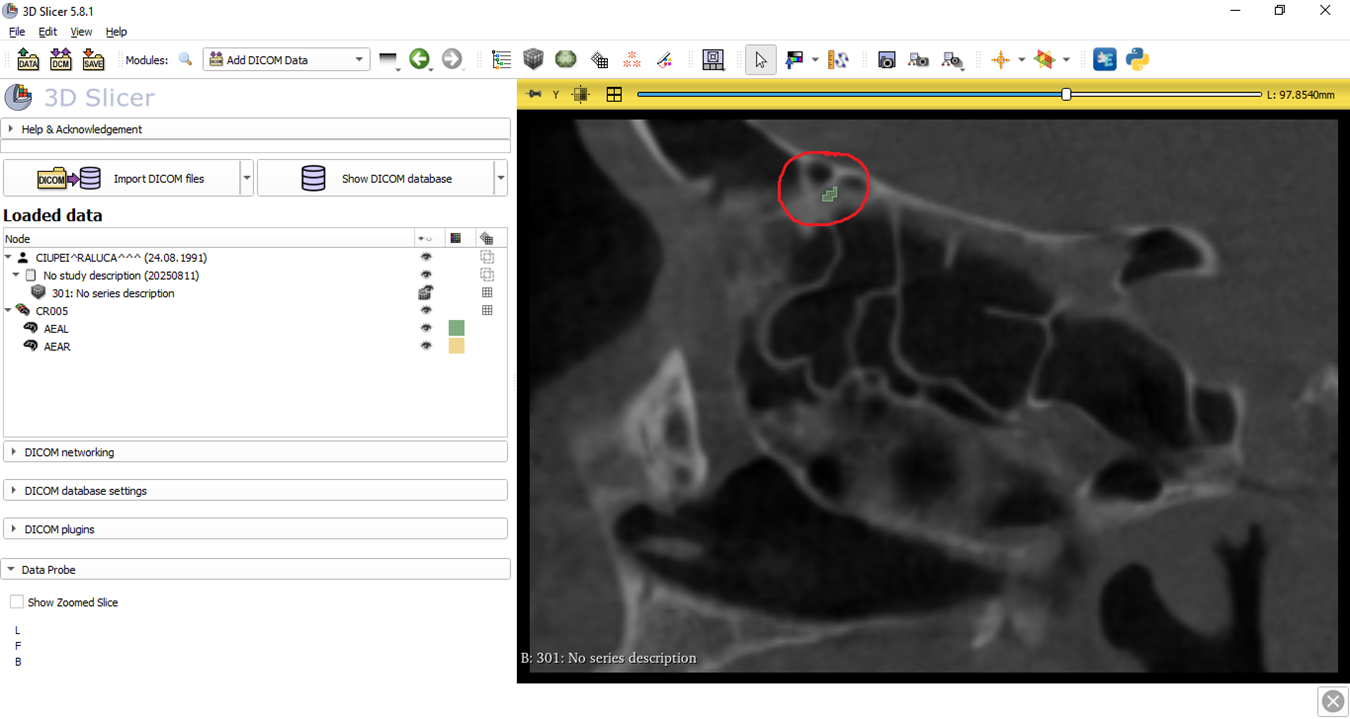 3D Slicer 5.8.1
File Edit View Help
DATA DCM SAVE Modules: Add DICOM Data
Y L: 97.8540mm
3D Slicer
Help & Acknowledgement
DICOM Import DICOM files Show DICOM database
Loaded data
Node
CIUPEI^RALUCA^^^ (24.08.1991)
No study description (20250811)
301: No series description
CR005
AEAL
AEAR
DICOM networking
DICOM database settings
DICOM plugins
Data Probe
Show Zoomed Slice
L
F
B
B: 301: No series description